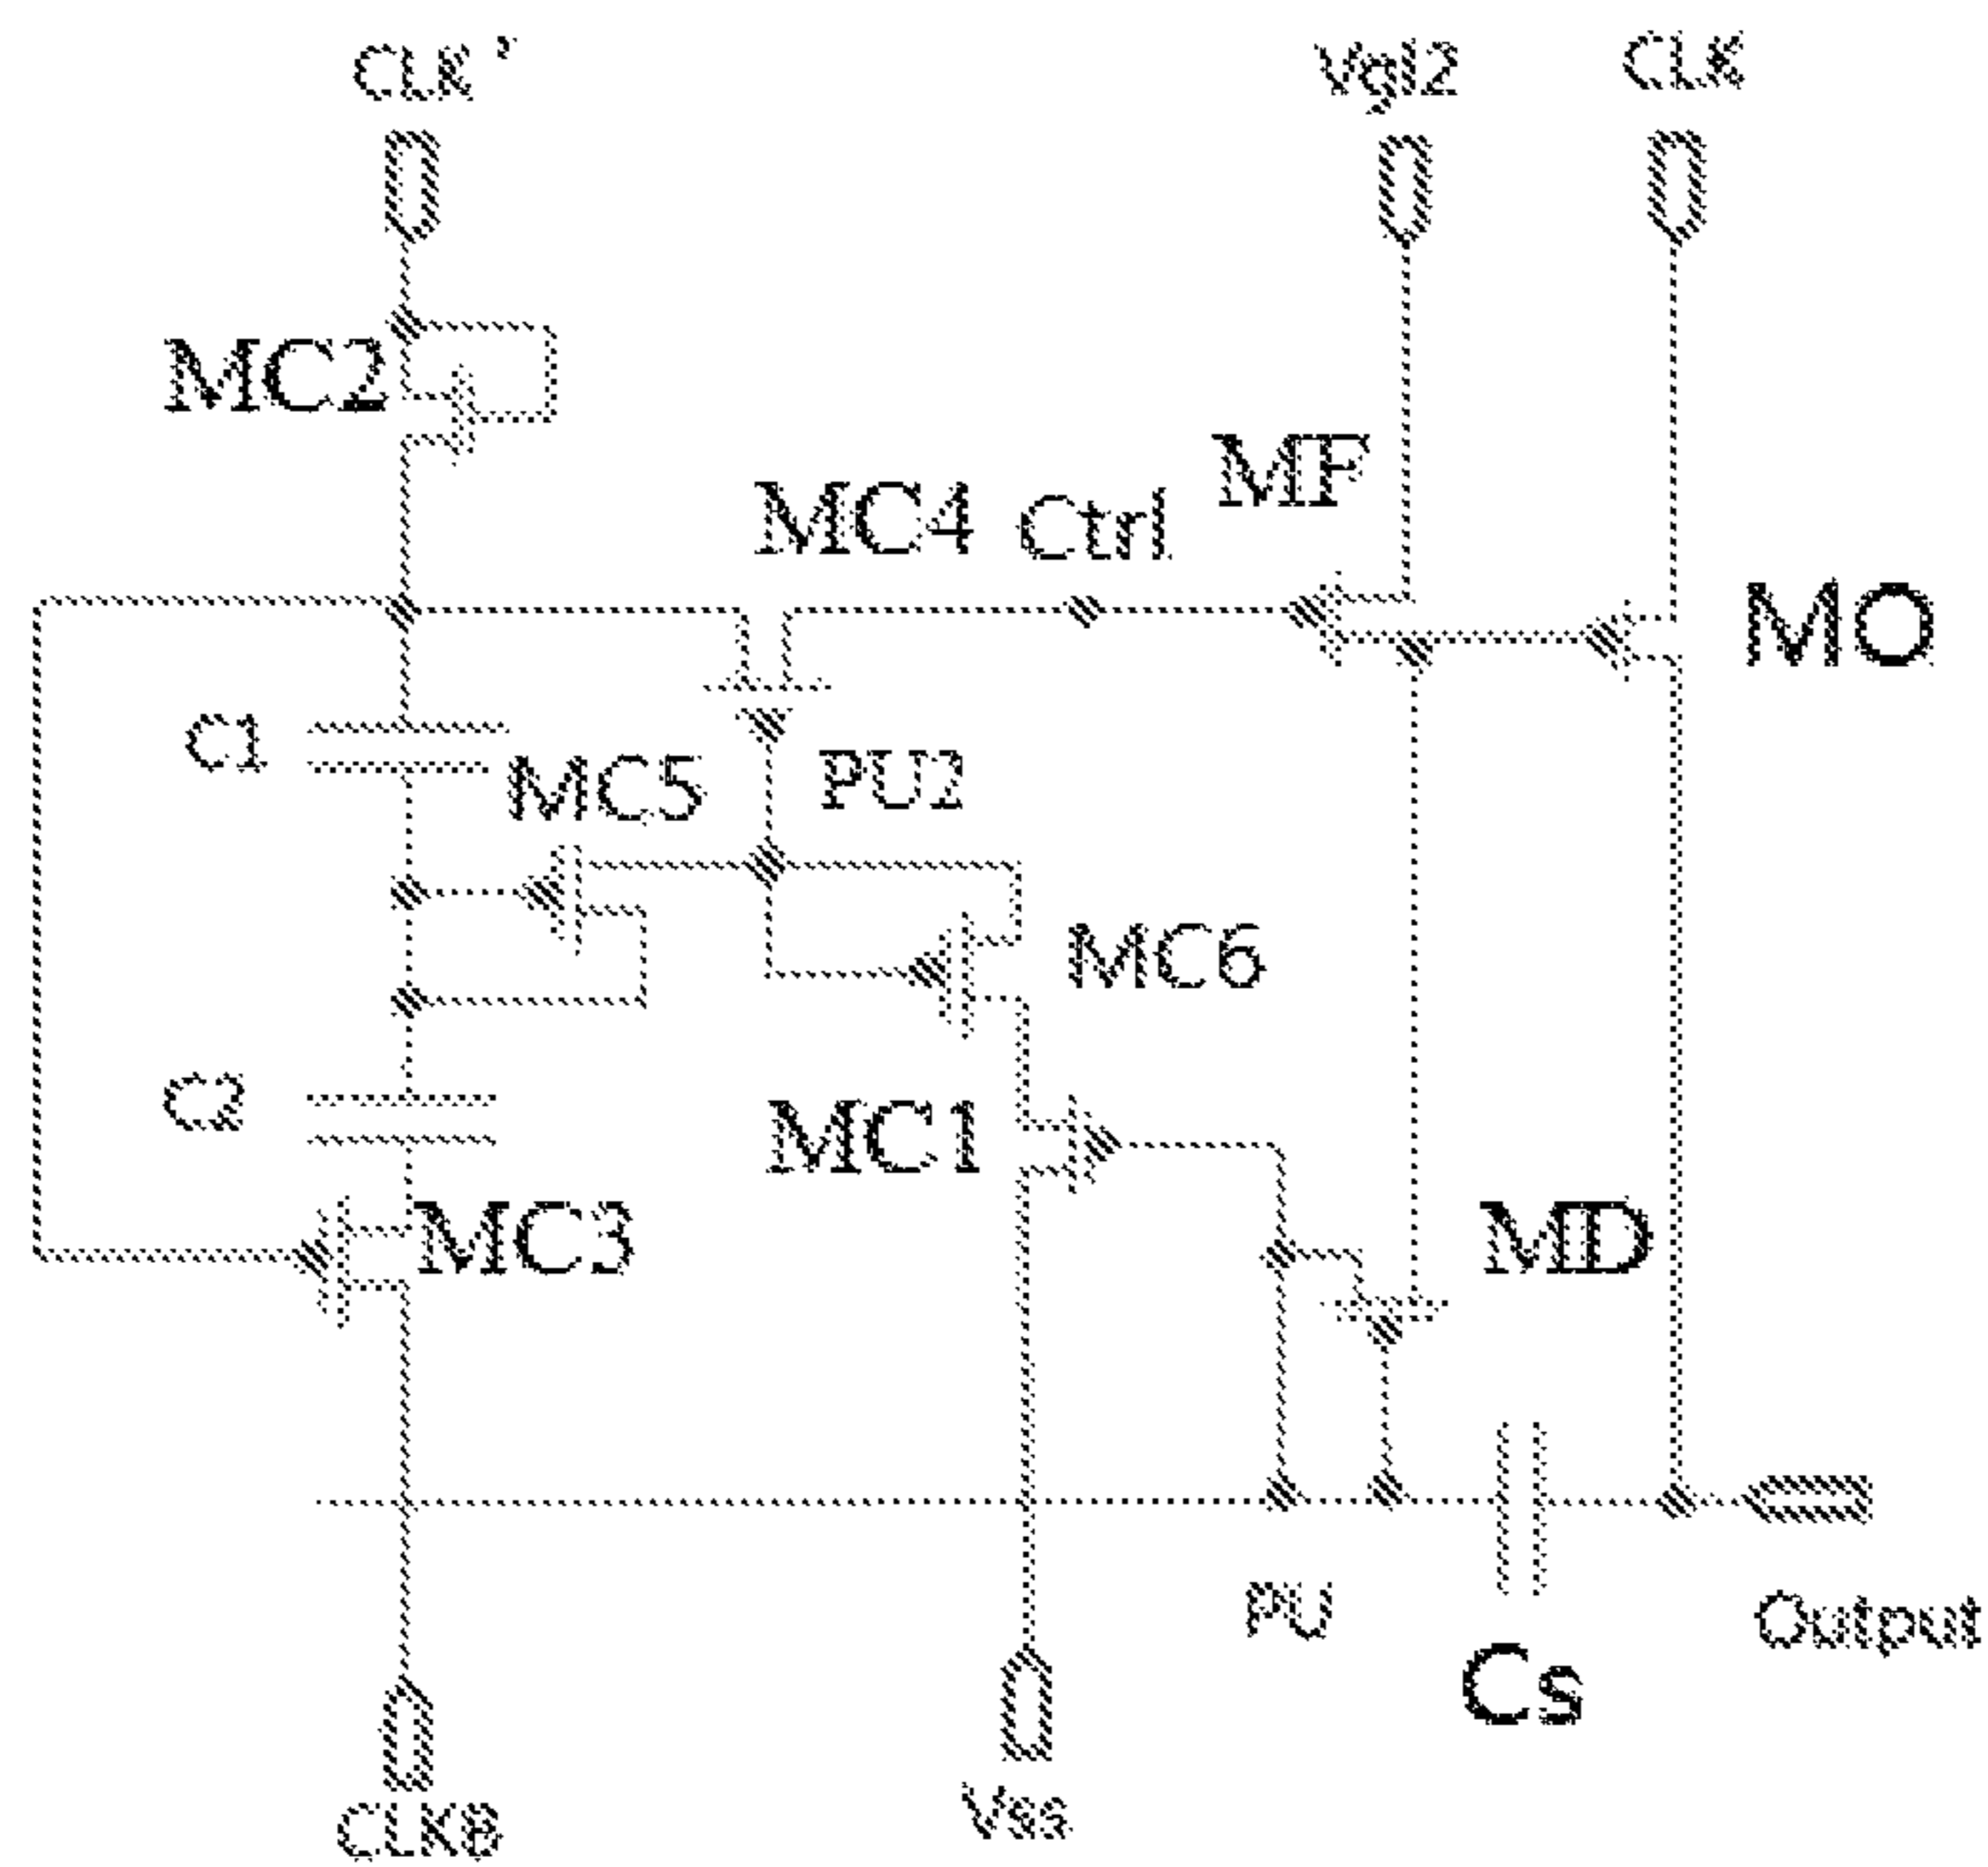 CLK'
Vgl2
CLK
MC2
MF
MC4
Ctrl
MO
C1
MC5
PU2
MC6
C2
MC1
MC3
MD
PU
Output
Cs
CLKB
Vss